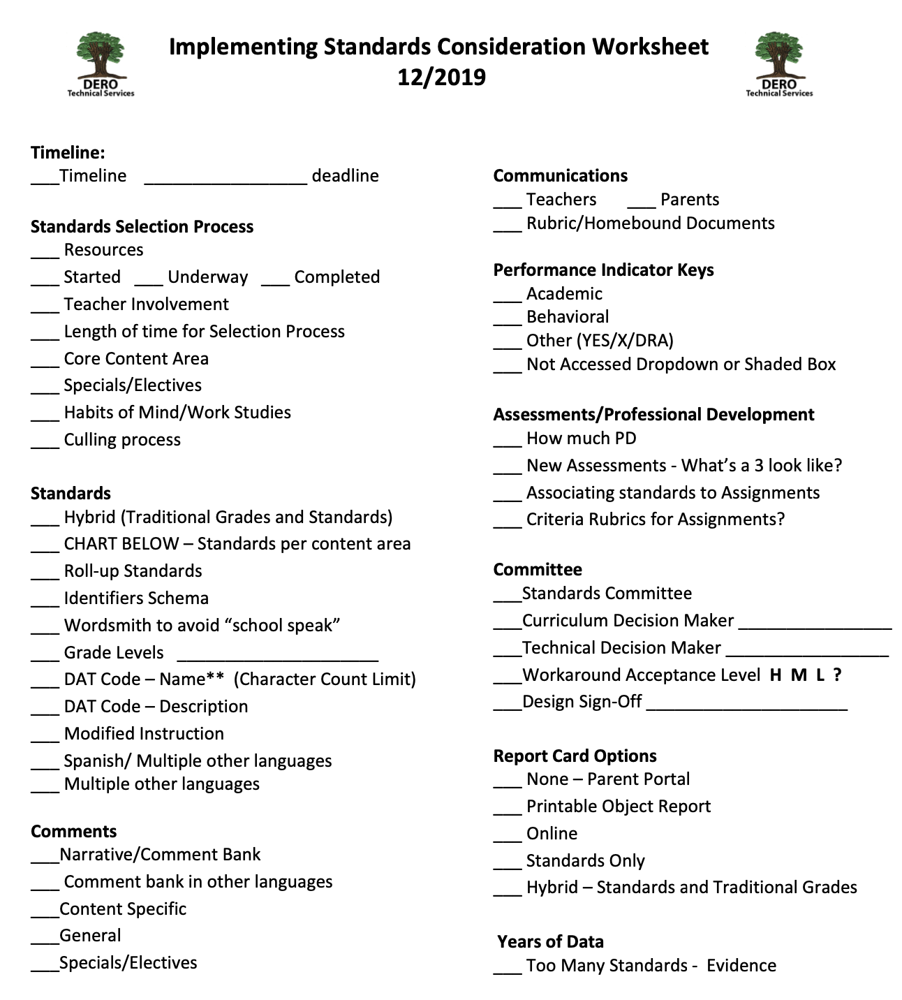 Implementing Standards Consideration Worksheet
12/2019
DERO
Technical Services
DERO
Technical Services
Timeline:
___Timeline _________________ deadline
Standards Selection Process
___ Resources
___ Started ___ Underway ___ Completed
___ Teacher Involvement
___ Length of time for Selection Process
___ Core Content Area
___ Specials/Electives
___ Habits of Mind/Work Studies
___ Culling process
Standards
___ Hybrid (Traditional Grades and Standards)
___ CHART BELOW – Standards per content area
___ Roll-up Standards
___ Identifiers Schema
___ Wordsmith to avoid “school speak”
___ Grade Levels _____________________
___ DAT Code – Name** (Character Count Limit)
___ DAT Code – Description
___ Modified Instruction
___ Spanish/ Multiple other languages
___ Multiple other languages
Comments
___Narrative/Comment Bank
___ Comment bank in other languages
___Content Specific
___General
___Specials/Electives
Communications
___ Teachers ___ Parents
___ Rubric/Homebound Documents
Performance Indicator Keys
___ Academic
___ Behavioral
___ Other (YES/X/DRA)
___ Not Accessed Dropdown or Shaded Box
Assessments/Professional Development
___ How much PD
___ New Assessments - What’s a 3 look like?
___ Associating standards to Assignments
___ Criteria Rubrics for Assignments?
Committee
___Standards Committee
___Curriculum Decision Maker ________________
___Technical Decision Maker _________________
___Workaround Acceptance Level H M L ?
___Design Sign-Off _____________________
Report Card Options
___ None – Parent Portal
___ Printable Object Report
___ Online
___ Standards Only
___ Hybrid – Standards and Traditional Grades
Years of Data
___ Too Many Standards - Evidence